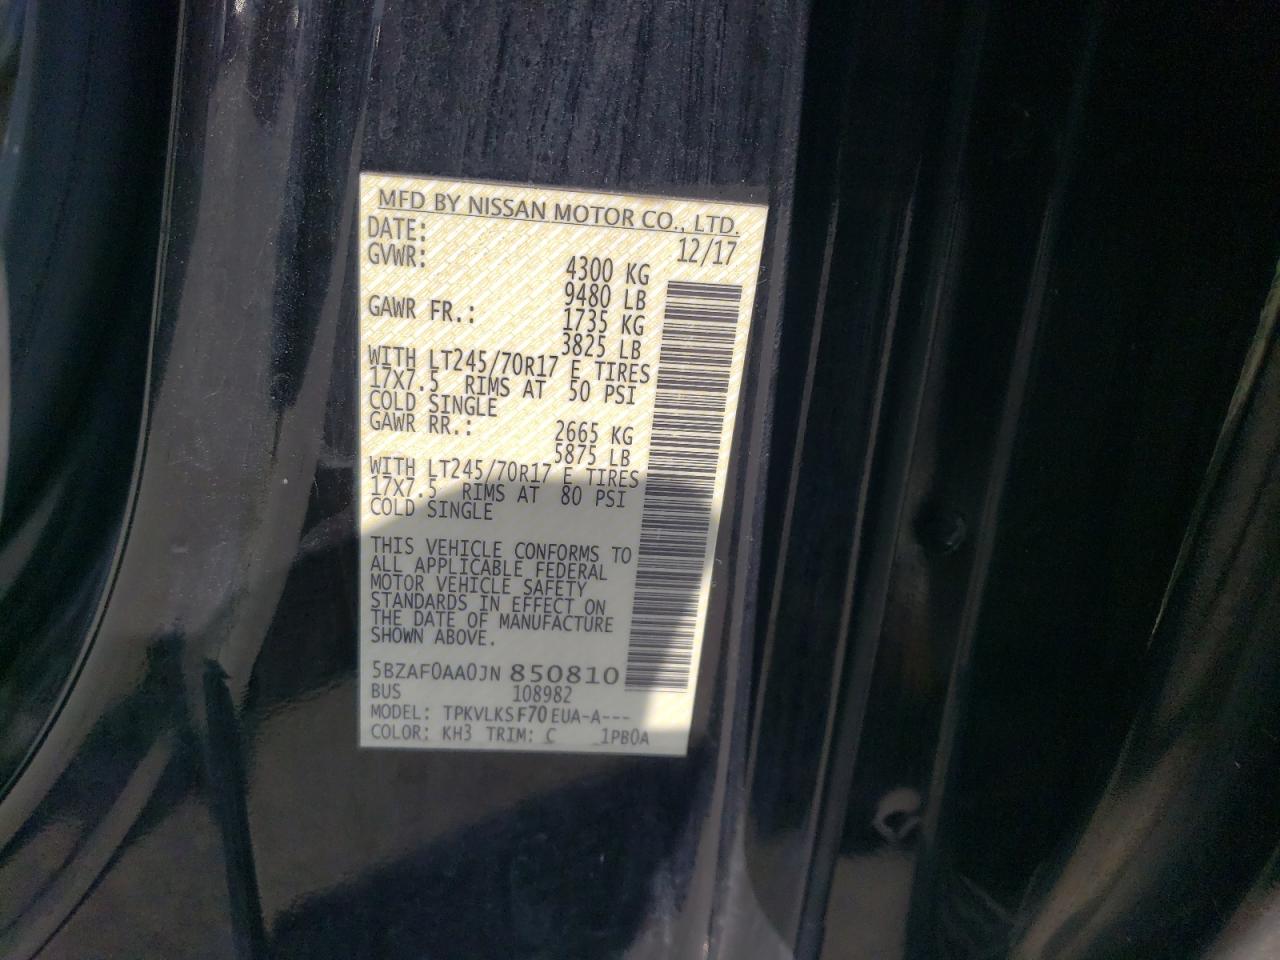 MFD BY NISSAN MOTOR CO., LTD.
DATE: 12/17
GVWR: 4300 KG
9480 LB
GAWR FR.: 1735 KG
3825 LB
WITH LT245/70R17 E TIRES
17X7.5 RIMS AT 50 PSI
COLD SINGLE
GAWR RR.: 2665 KG
5875 LB
WITH LT245/70R17 E TIRES
17X7.5 RIMS AT 80 PSI
COLD SINGLE
THIS VEHICLE CONFORMS TO
ALL APPLICABLE FEDERAL
MOTOR VEHICLE SAFETY
STANDARDS IN EFFECT ON
THE DATE OF MANUFACTURE
SHOWN ABOVE.
5BZAF0AA0JN 850810
BUS 108982
MODEL: TPKVLKSF70EUA-A---
COLOR: KH3 TRIM: C _1PB0A